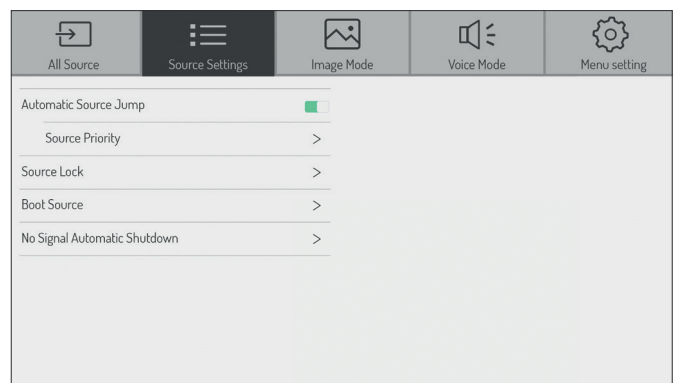 All Source
Source Settings
Image Mode
Voice Mode
Menu setting
Automatic Source Jump
Source Priority
Source Lock
Boot Source
No Signal Automatic Shutdown